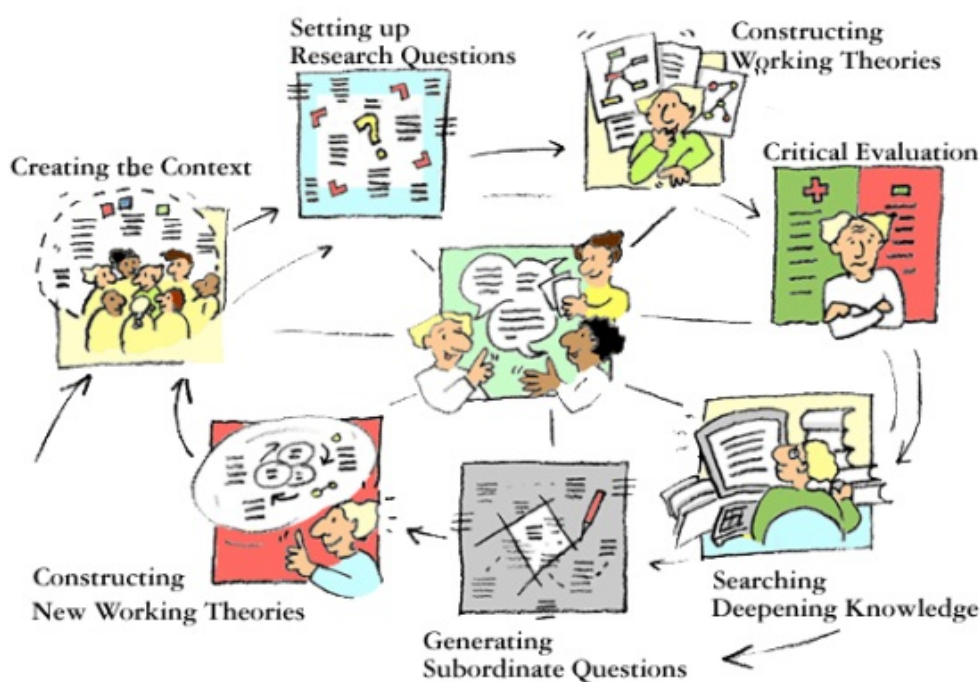 Setting up
Research Questions
Constructing
Working Theories
Creating the Context
Critical Evaluation
Searching
Deepening Knowledge
Generating
Subordinate Questions
Constructing
New Working Theories